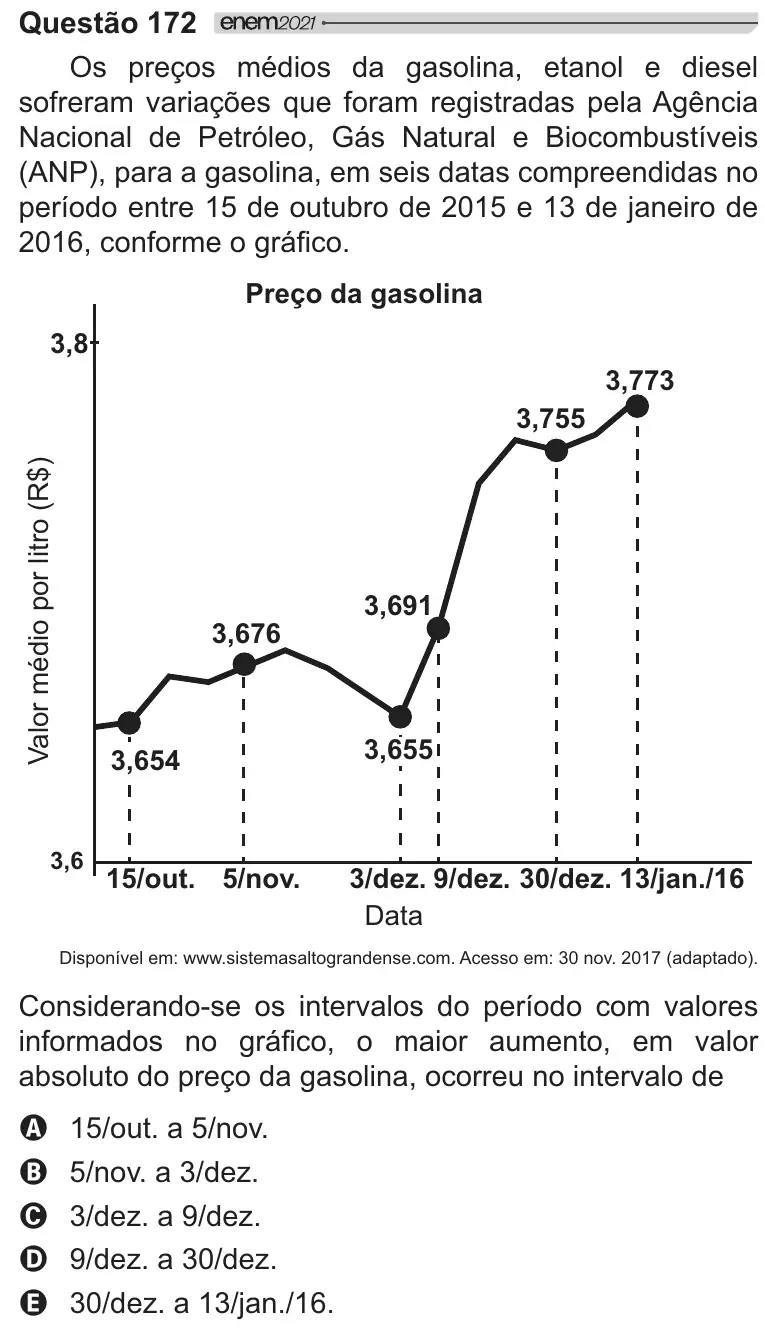 Questão 172 enem2021
Os preços médios da gasolina, etanol e diesel
sofreram variações que foram registradas pela Agência
Nacional de Petróleo, Gás Natural e Biocombustíveis
(ANP), para a gasolina, em seis datas compreendidas no
período entre 15 de outubro de 2015 e 13 de janeiro de
2016, conforme o gráfico.
Preço da gasolina
3,8
3,773
3,755
Valor médio por litro (R$)
3,691
3,676
3,655
3,654
3,6
15/out. 5/nov. 3/dez. 9/dez. 30/dez. 13/jan./16
Data
Disponível em: www.sistemasaltograndense.com. Acesso em: 30 nov. 2017 (adaptado).
Considerando-se os intervalos do período com valores
informados no gráfico, o maior aumento, em valor
absoluto do preço da gasolina, ocorreu no intervalo de
A 15/out. a 5/nov.
B 5/nov. a 3/dez.
C 3/dez. a 9/dez.
D 9/dez. a 30/dez.
E 30/dez. a 13/jan./16.